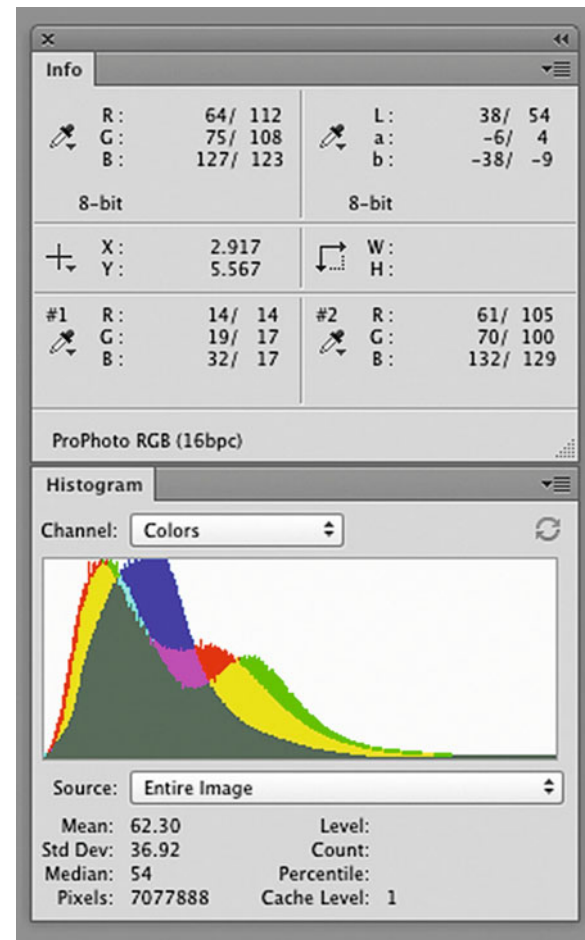 Info
R: 64/ 112 L: 38/ 54
G: 75/ 108 a: -6/ 4
B: 127/ 123 b: -38/ -9
8-bit 8-bit
X: 2.917 W:
Y: 5.567 H:
#1 R: 14/ 14 #2 R: 61/ 105
G: 19/ 17 G: 70/ 100
B: 32/ 17 B: 132/ 129
ProPhoto RGB (16bpc)
Histogram
Channel: Colors
Source: Entire Image
Mean: 62.30 Level:
Std Dev: 36.92 Count:
Median: 54 Percentile:
Pixels: 7077888 Cache Level: 1